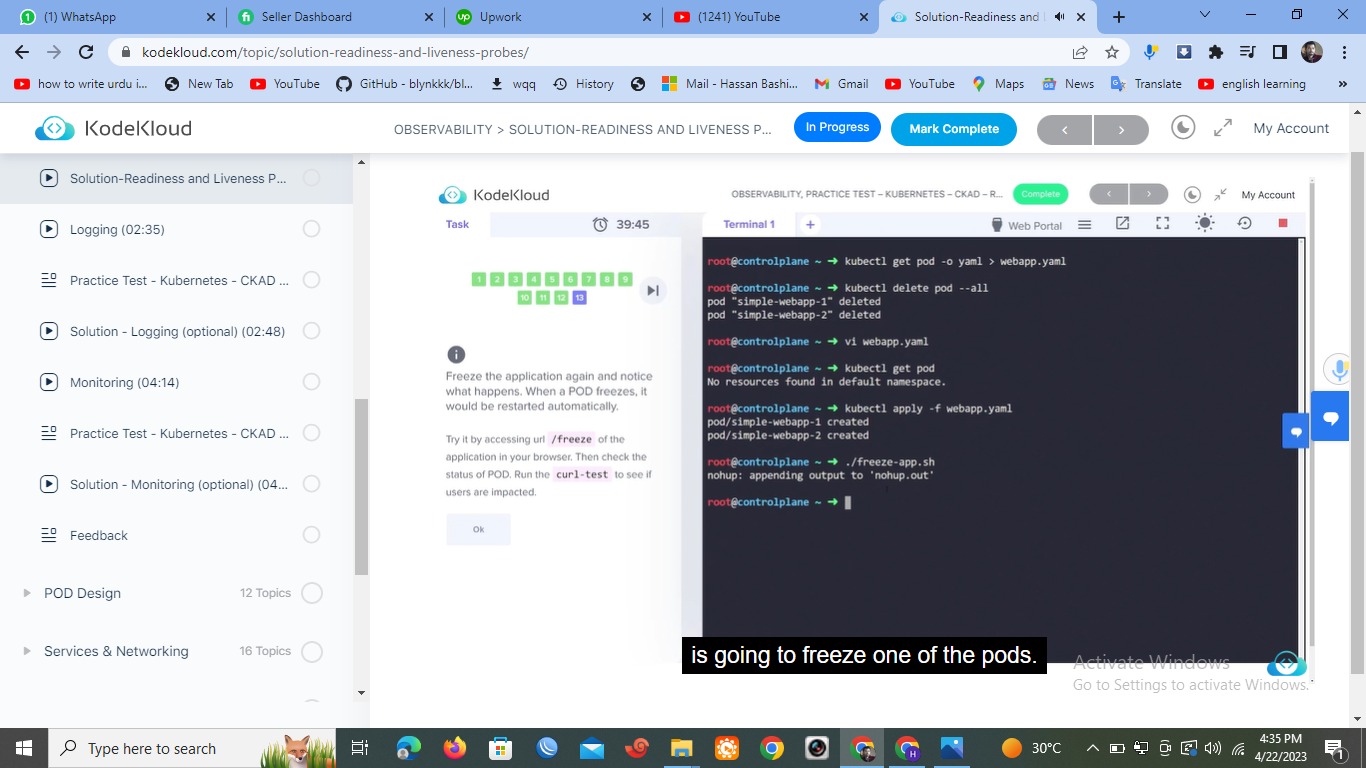 (1) WhatsApp
Seller Dashboard
Upwork
(1241) YouTube
Solution-Readiness and L
kodekloud.com/topic/solution-readiness-and-liveness-probes/
how to write urdu i...
New Tab
YouTube
GitHub - blynkkk/bl...
wqq
History
Mail - Hassan Bashi...
Gmail
YouTube
Maps
News
Translate
english learning
»
KodeKloud
OBSERVABILITY > SOLUTION-READINESS AND LIVENESS P...
In Progress
Mark Complete
<
>
My Account
Solution-Readiness and Liveness P...
Logging (02:35)
Practice Test - Kubernetes - CKAD ...
Solution - Logging (optional) (02:48)
Monitoring (04:14)
Practice Test - Kubernetes - CKAD ...
Solution - Monitoring (optional) (04...
Feedback
POD Design
12 Topics
Services & Networking
16 Topics
KodeKloud
OBSERVABILITY, PRACTICE TEST – KUBERNETES – CKAD – R...
Complete
<
>
My Account
Task
39:45
Terminal 1
+
Web Portal
1 2 3 4 5 6 7 8 9
10 11 12 13
Freeze the application again and notice
what happens. When a POD freezes, it
would be restarted automatically.
Try it by accessing url /freeze of the
application in your browser. Then check the
status of POD. Run the curl-test to see if
users are impacted.
Ok
root@controlplane ~ ➜ kubectl get pod -o yaml > webapp.yaml
root@controlplane ~ ➜ kubectl delete pod --all
pod "simple-webapp-1" deleted
pod "simple-webapp-2" deleted
root@controlplane ~ ➜ vi webapp.yaml
root@controlplane ~ ➜ kubectl get pod
No resources found in default namespace.
root@controlplane ~ ➜ kubectl apply -f webapp.yaml
pod/simple-webapp-1 created
pod/simple-webapp-2 created
root@controlplane ~ ➜ ./freeze-app.sh
nohup: appending output to 'nohup.out'
root@controlplane ~ ➜
is going to freeze one of the pods.
Activate Windows
Go to Settings to activate Windows.
Type here to search
30°C
4:35 PM
4/22/2023
1